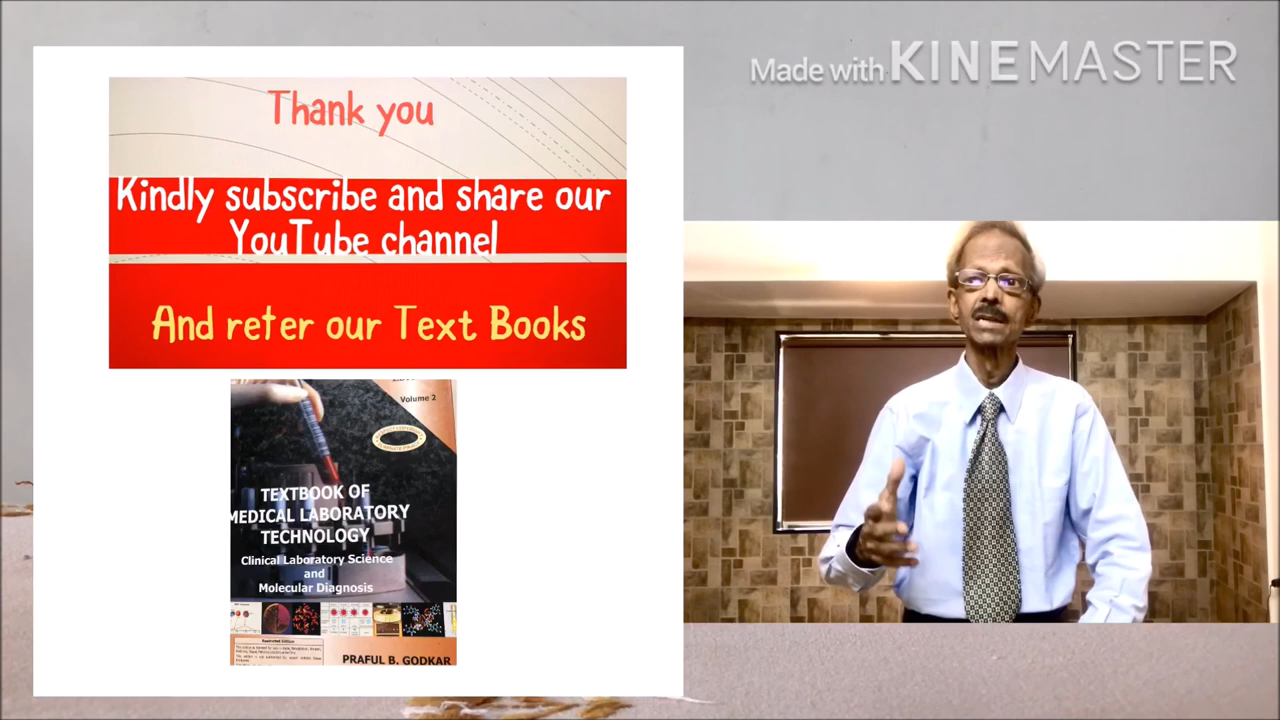 Made with KINEMASTER
Thank you
Kindly subscribe and share our
YouTube channel
And refer our Text Books
Volume 2
TEXTBOOK OF
MEDICAL LABORATORY
TECHNOLOGY
Clinical Laboratory Science
and
Molecular Diagnosis
PRAFUL B. GODKAR